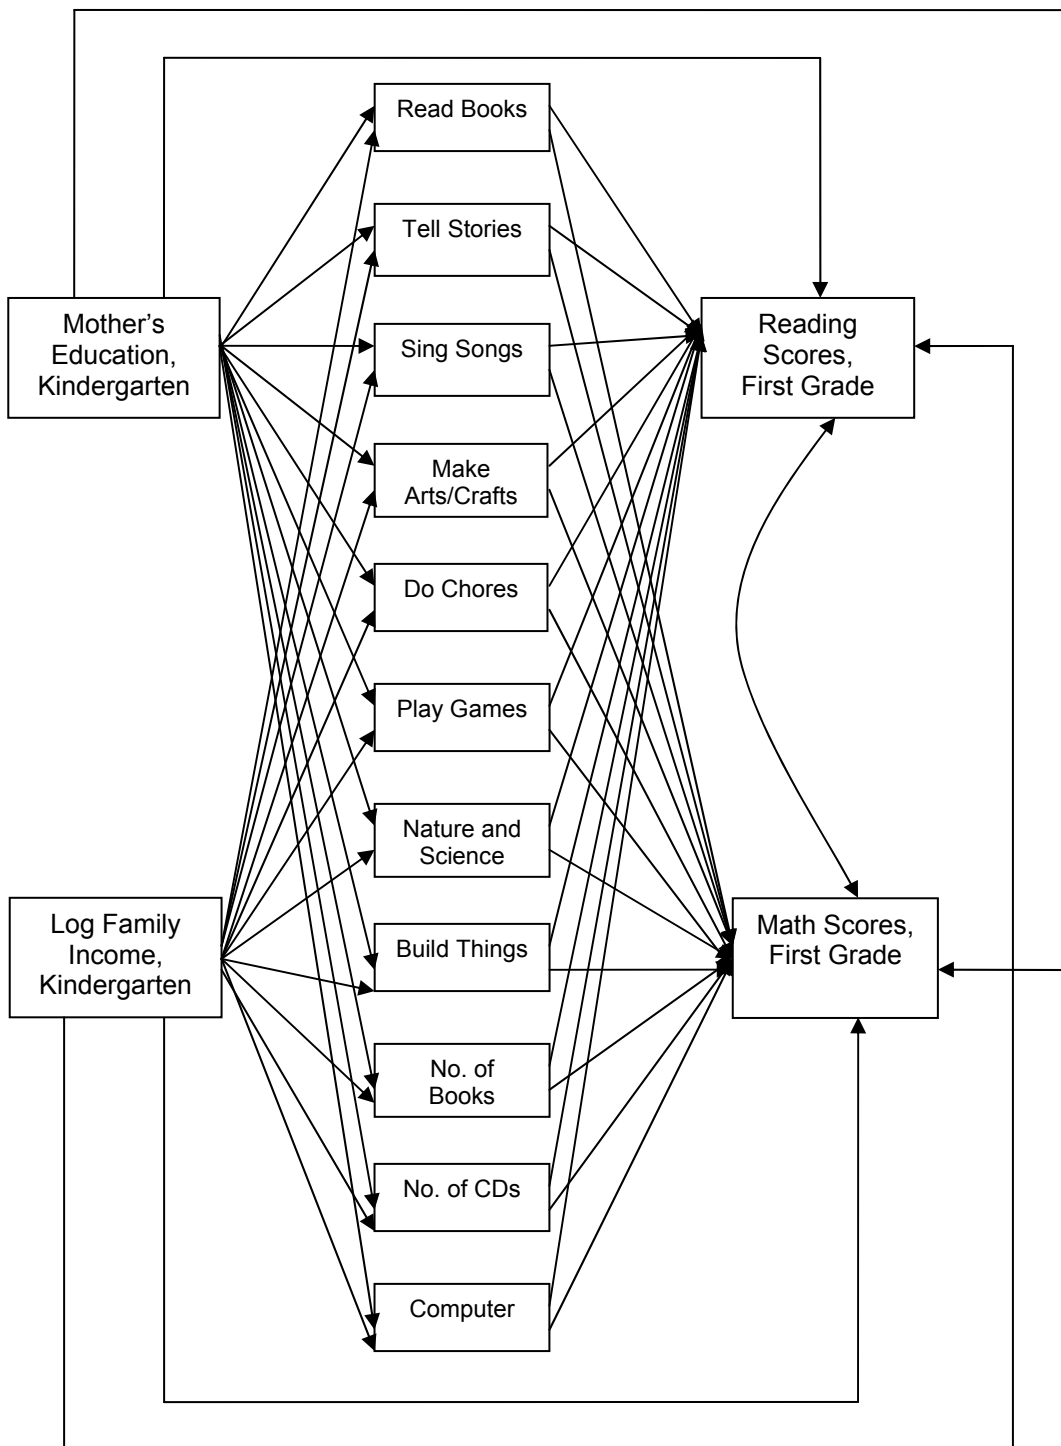 Read Books
Tell Stories
Mother’s
Education,
Kindergarten
Reading
Scores,
First Grade
Sing Songs
Make
Arts/Crafts
Do Chores
Play Games
Nature and
Science
Log Family
Income,
Kindergarten
Build Things
Math Scores,
First Grade
No. of
Books
No. of CDs
Computer